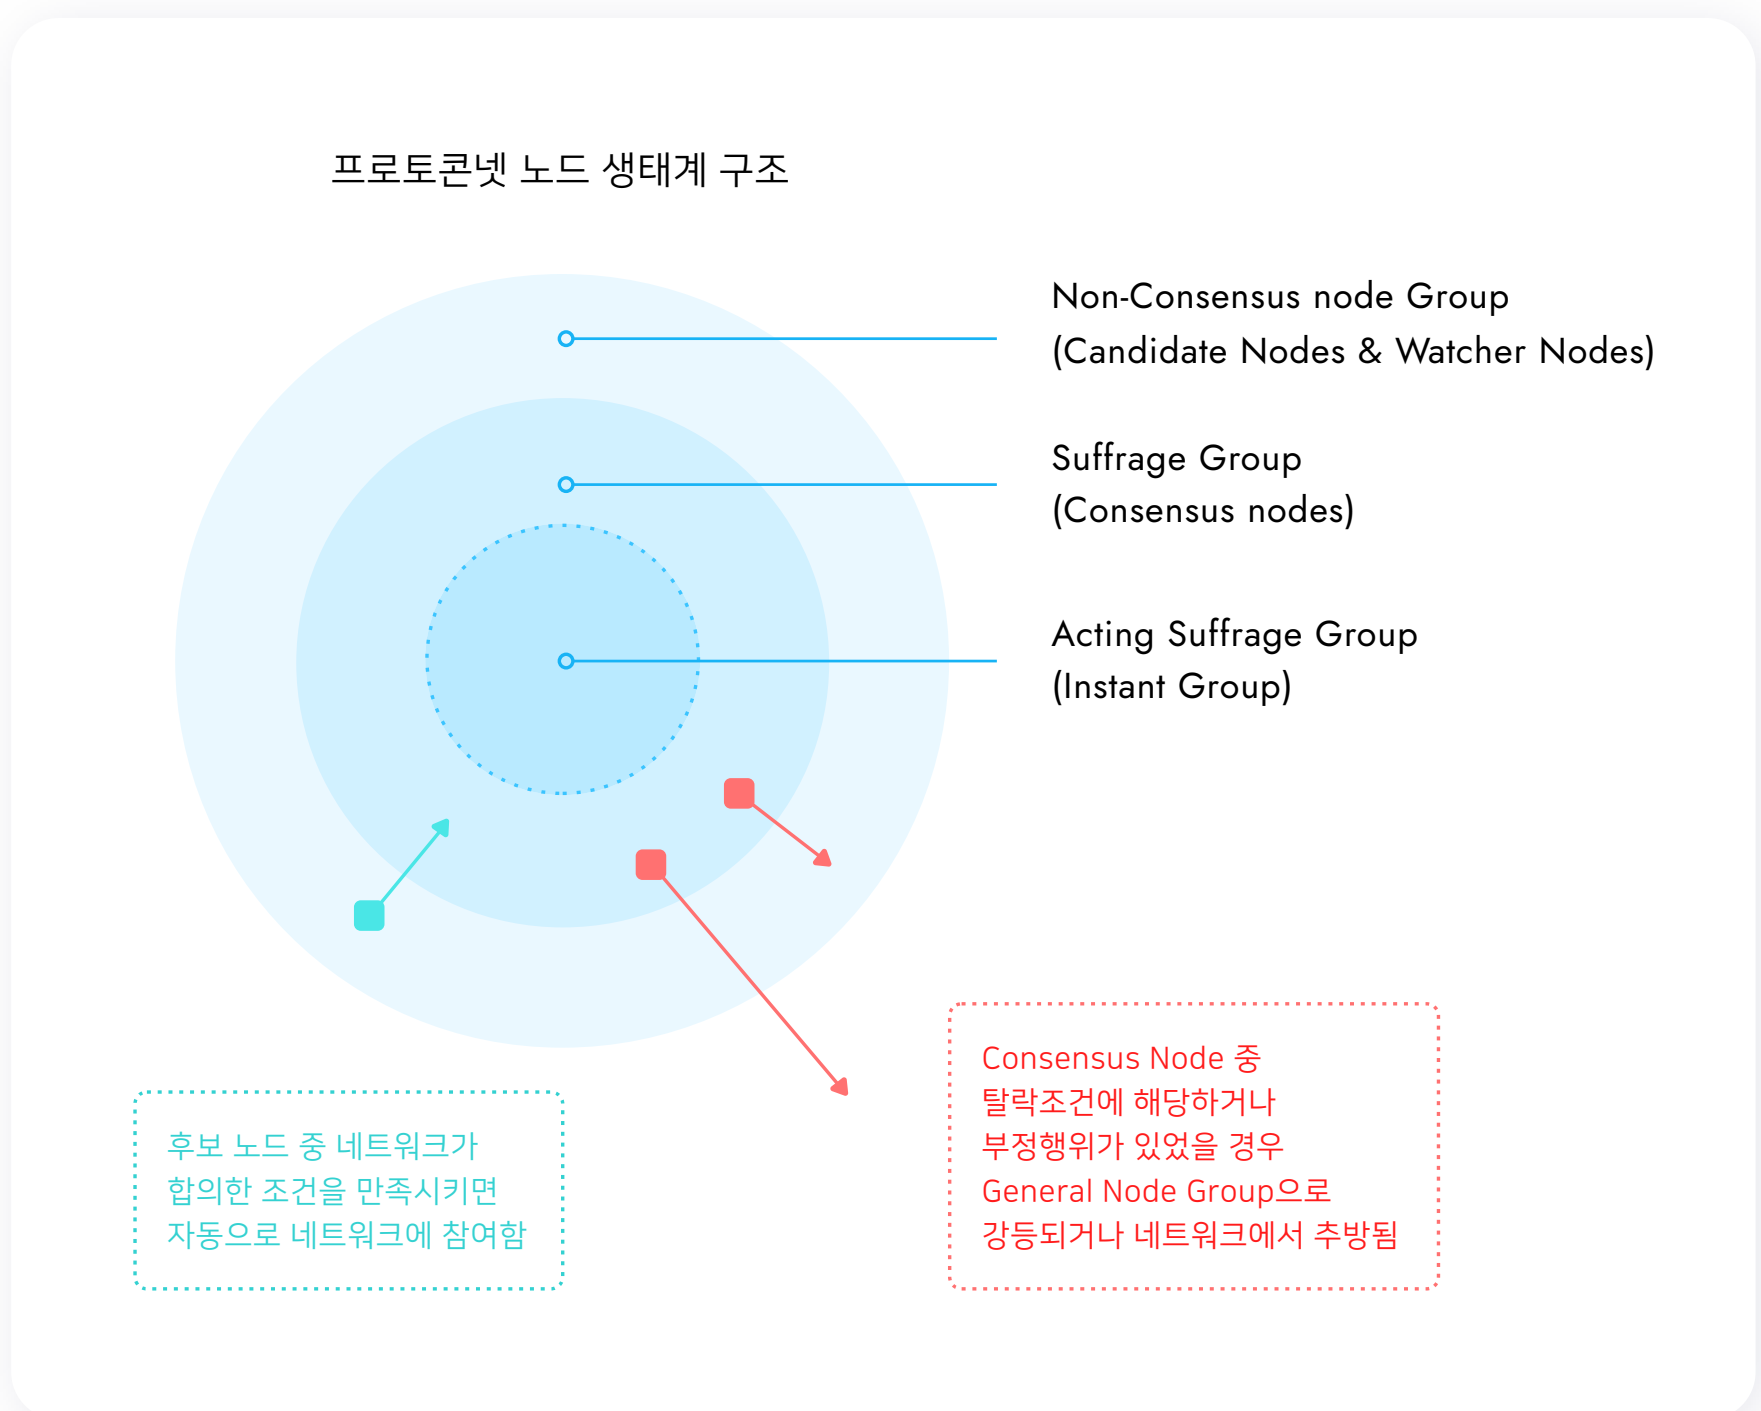 프로토콘넷 노드 생태계 구조
Non-Consensus node Group
(Candidate Nodes & Watcher Nodes)
Suffrage Group
(Consensus nodes)
Acting Suffrage Group
(Instant Group)
Consensus Node 중
탈락조건에 해당하거나
부정행위가 있었을 경우
General Node Group으로
강등되거나 네트워크에서 추방됨
후보 노드 중 네트워크가
합의한 조건을 만족시키면
자동으로 네트워크에 참여함